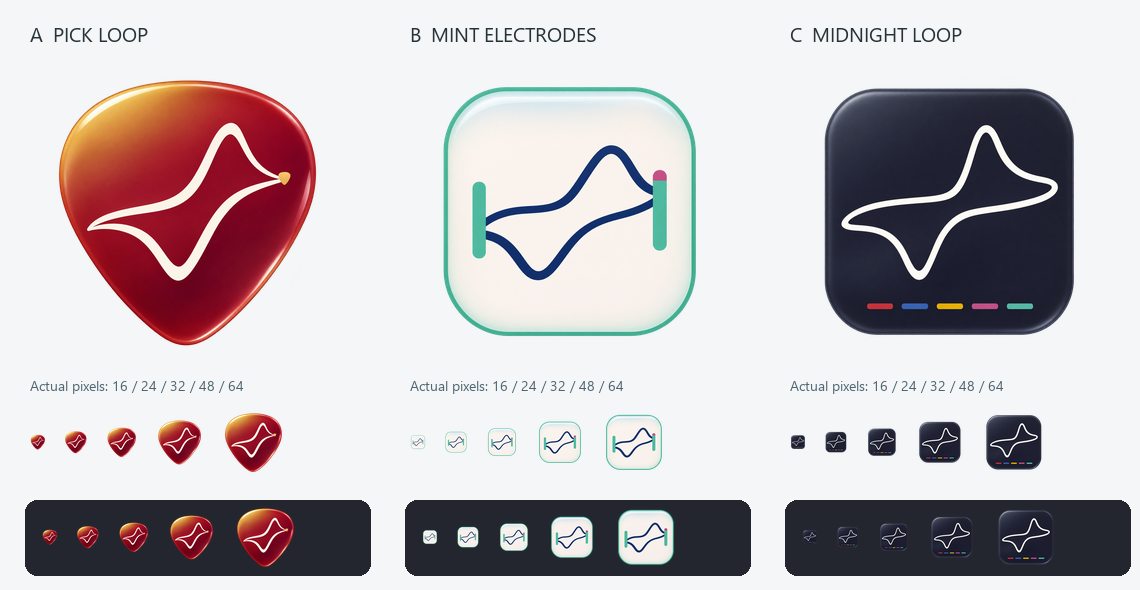 A PICK LOOP
B MINT ELECTRODES
C MIDNIGHT LOOP
Actual pixels: 16 / 24 / 32 / 48 / 64
Actual pixels: 16 / 24 / 32 / 48 / 64
Actual pixels: 16 / 24 / 32 / 48 / 64